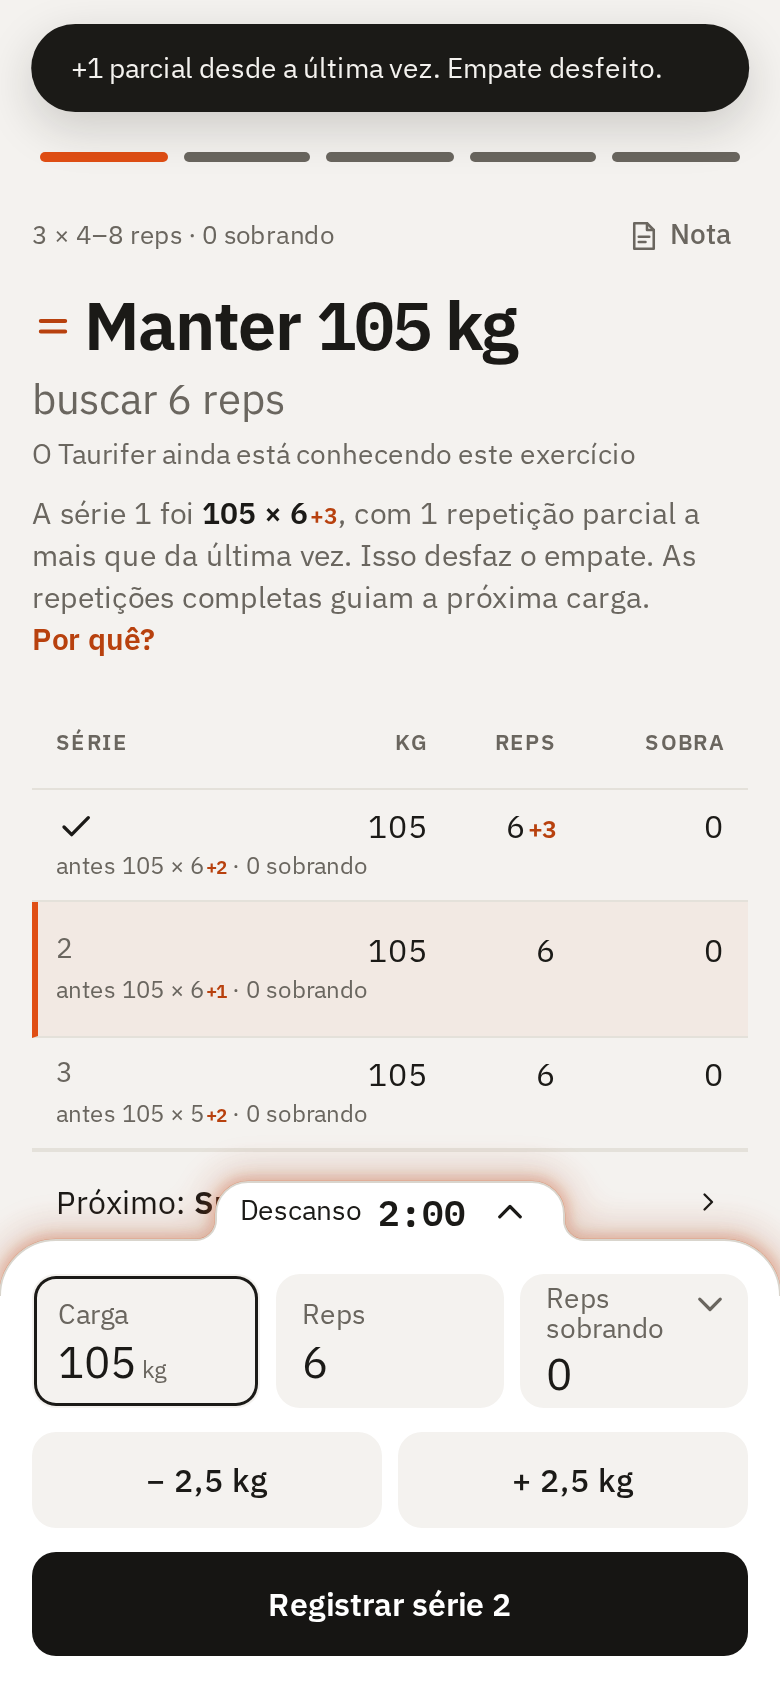 +1 parcial desde a última vez. Empate desfeito.
3 × 4–8 reps · 0 sobrando
Nota
= Manter 105 kg
buscar 6 reps
O Taurifer ainda está conhecendo este exercício
A série 1 foi 105 × 6+3, com 1 repetição parcial a
mais que da última vez. Isso desfaz o empate. As
repetições completas guiam a próxima carga.
Por quê?
SÉRIE KG REPS SOBRA
105 6+3 0
antes 105 × 6+2 · 0 sobrando
2 105 6 0
antes 105 × 6+1 · 0 sobrando
3 105 6 0
antes 105 × 5+2 · 0 sobrando
Próximo:
Descanso 2:00
Carga
105 kg
Reps
6
Reps
sobrando
0
– 2,5 kg
+ 2,5 kg
Registrar série 2